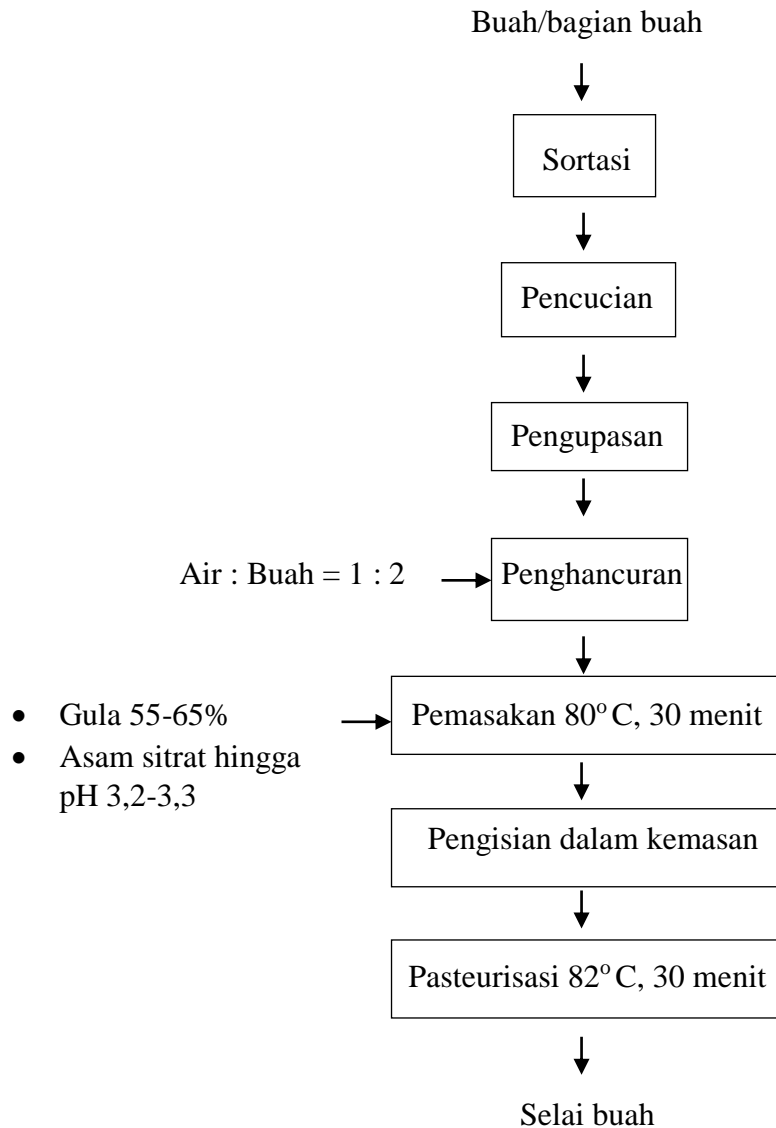 Buah/bagian buah
Sortasi
Pencucian
Pengupasan
Air : Buah = 1 : 2
Penghancuran
• Gula 55-65%
• Asam sitrat hingga
pH 3,2-3,3
Pemasakan 80° C, 30 menit
Pengisian dalam kemasan
Pasteurisasi 82° C, 30 menit
Selai buah